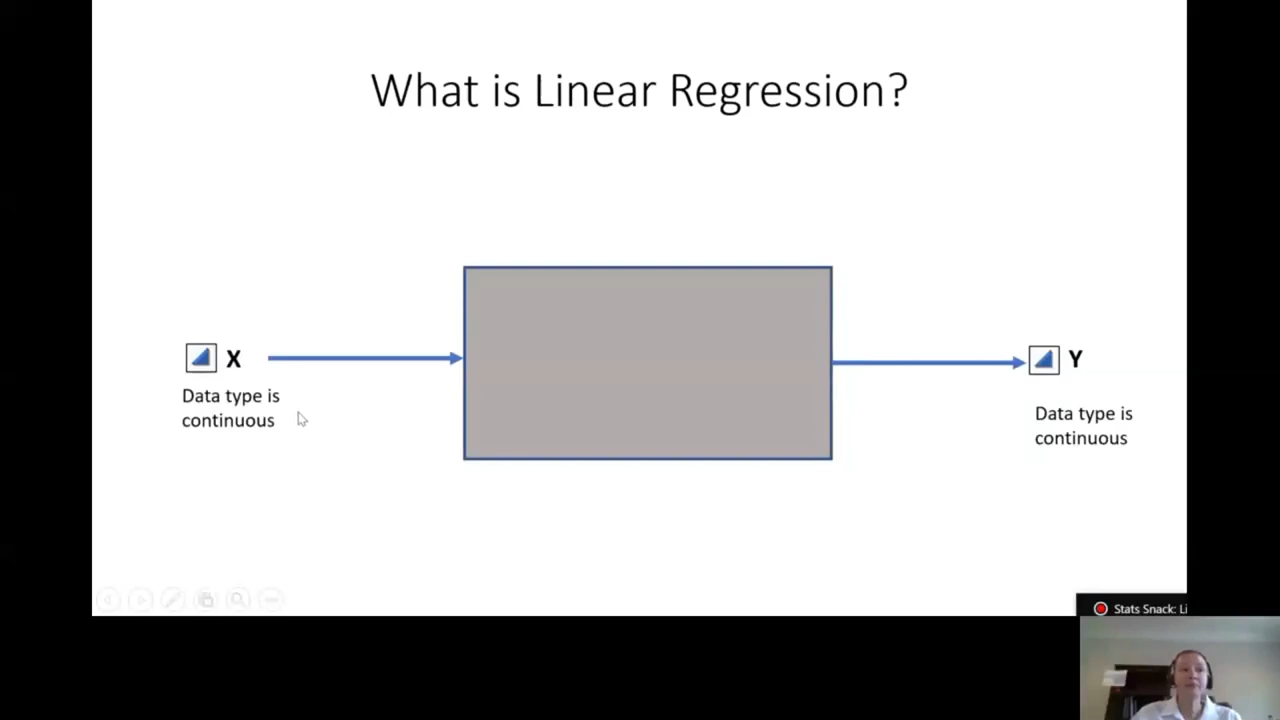 What is Linear Regression?
X
Data type is
continuous
Y
Data type is
continuous
Stats Snack: Li